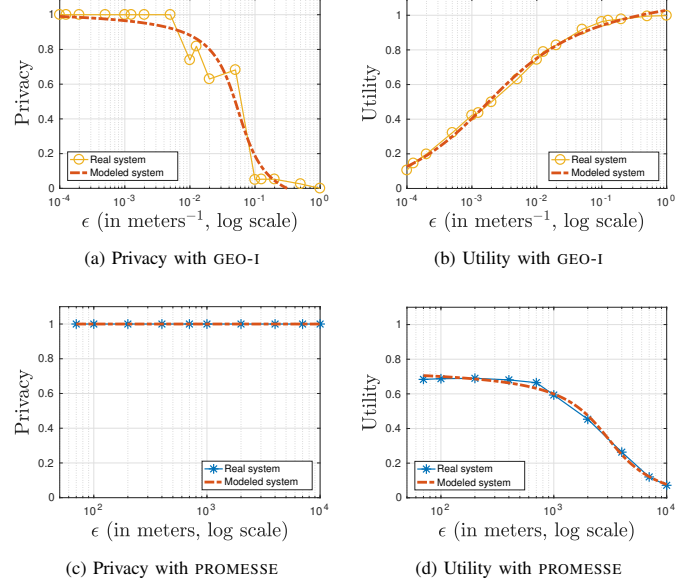 1
0.8
0.6
0.4
0.2
0
Privacy
Real system
Modeled system
10^-4 10^-3 10^-2 10^-1 10^0
ϵ (in meters^-1, log scale)
(a) Privacy with GEO-I
1
0.8
0.6
0.4
0.2
0
Utility
Real system
Modeled system
10^-4 10^-3 10^-2 10^-1 10^0
ϵ (in meters^-1, log scale)
(b) Utility with GEO-I
1
0.8
0.6
0.4
0.2
0
Privacy
Real system
Modeled system
10^2 10^3 10^4
ϵ (in meters, log scale)
(c) Privacy with PROMESSE
1
0.8
0.6
0.4
0.2
0
Utility
Real system
Modeled system
10^2 10^3 10^4
ϵ (in meters, log scale)
(d) Utility with PROMESSE